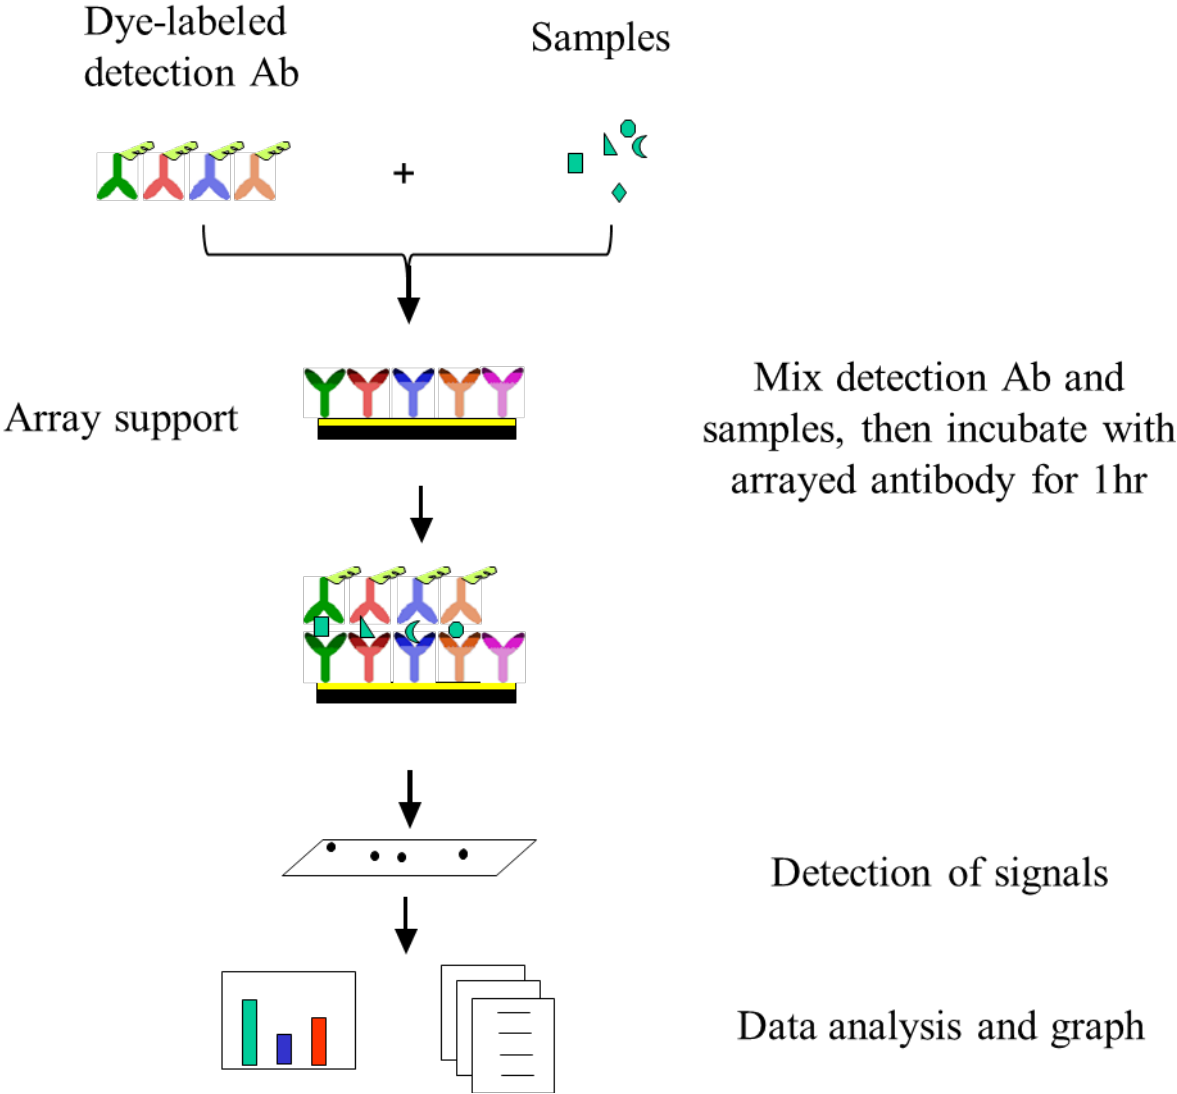 Dye-labeled
detection Ab
Samples
+
Array support
Mix detection Ab and
samples, then incubate with
arrayed antibody for 1hr
Detection of signals
Data analysis and graph